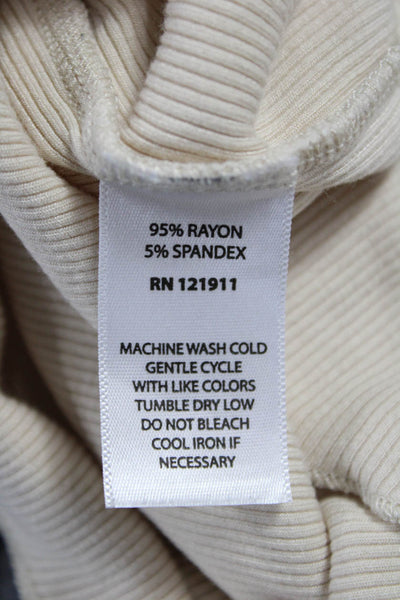 95% RAYON
5% SPANDEX
RN 121911
MACHINE WASH COLD
GENTLE CYCLE
WITH LIKE COLORS
TUMBLE DRY LOW
DO NOT BLEACH
COOL IRON IF
NECESSARY